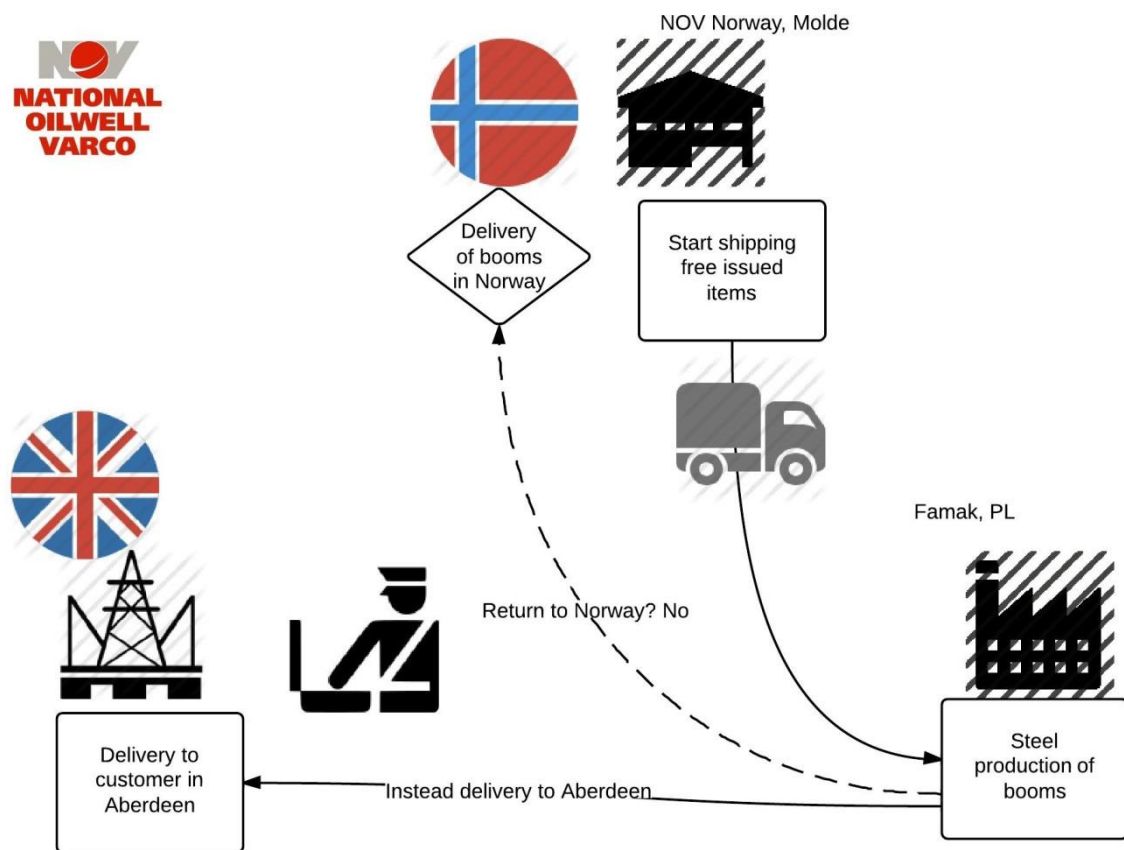 NOV Norway, Molde
NOV
NATIONAL
OILWELL
VARCO
Delivery
of booms
in Norway
Start shipping
free issued
items
Famak, PL
Return to Norway? No
Delivery to
customer in
Aberdeen
Instead delivery to Aberdeen
Steel
production of
booms